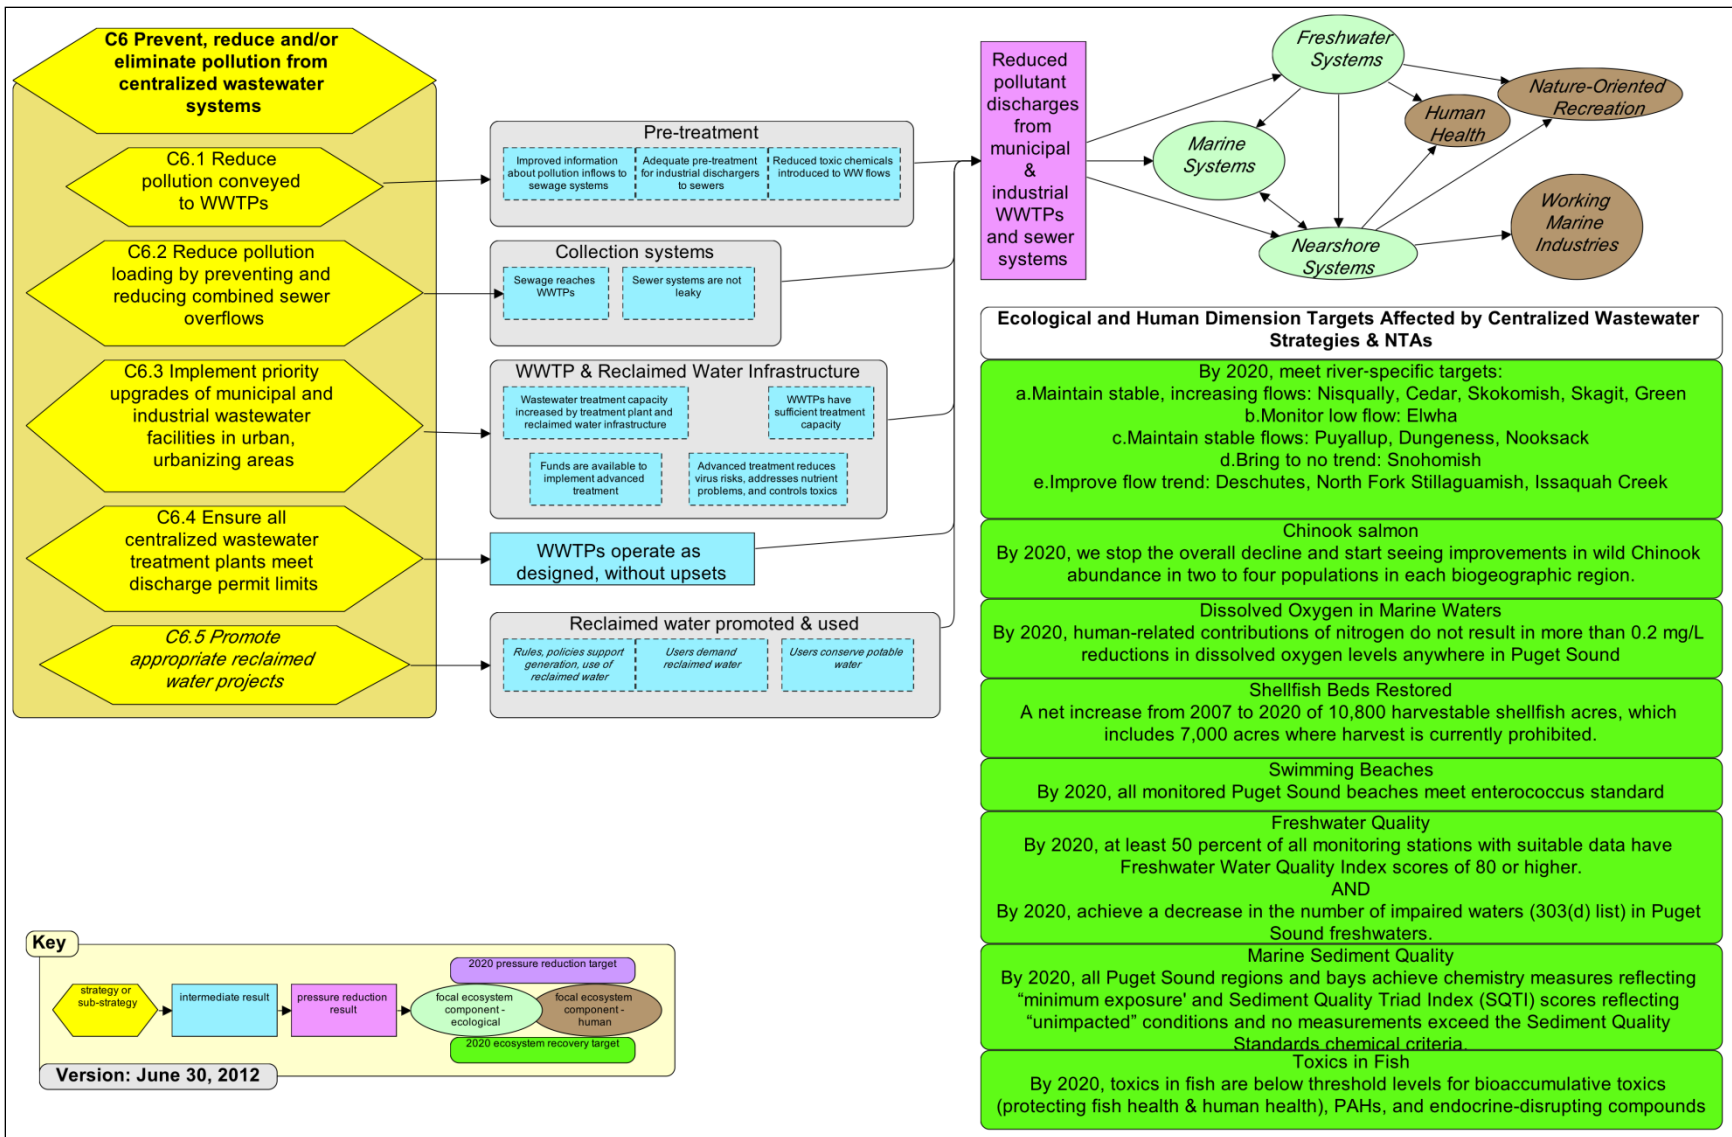 C6 Prevent, reduce and/or
eliminate pollution from
centralized wastewater
systems
C6.1 Reduce
pollution conveyed
to WWTPs
C6.2 Reduce pollution
loading by preventing and
reducing combined sewer
overflows
C6.3 Implement priority
upgrades of municipal and
industrial wastewater
facilities in urban,
urbanizing areas
C6.4 Ensure all
centralized wastewater
treatment plants meet
discharge permit limits
C6.5 Promote
appropriate reclaimed
water projects
Pre-treatment
Improved information
about pollution inflows to
sewage systems
Adequate pre-treatment
for industrial dischargers
to sewers
Reduced toxic chemicals
introduced to WW flows
Collection systems
Sewage reaches
WWTPs
Sewer systems are not
leaky
WWTP & Reclaimed Water Infrastructure
Wastewater treatment capacity
increased by treatment plant and
reclaimed water infrastructure
WWTPs have
sufficient treatment
capacity
Funds are available to
implement advanced
treatment
Advanced treatment reduces
virus risks, addresses nutrient
problems, and controls toxics
WWTPs operate as
designed, without upsets
Reclaimed water promoted & used
Rules, policies support
generation, use of
reclaimed water
Users demand
reclaimed water
Users conserve potable
water
Reduced
pollutant
discharges
from
municipal
&
industrial
WWTPs
and sewer
systems
Freshwater
Systems
Marine
Systems
Nearshore
Systems
Human
Health
Nature-Oriented
Recreation
Working
Marine
Industries
Ecological and Human Dimension Targets Affected by Centralized Wastewater
Strategies & NTAs
By 2020, meet river-specific targets:
a.Maintain stable, increasing flows: Nisqually, Cedar, Skokomish, Skagit, Green
b.Monitor low flow: Elwha
c.Maintain stable flows: Puyallup, Dungeness, Nooksack
d.Bring to no trend: Snohomish
e.Improve flow trend: Deschutes, North Fork Stillaguamish, Issaquah Creek
Chinook salmon
By 2020, we stop the overall decline and start seeing improvements in wild Chinook
abundance in two to four populations in each biogeographic region.
Dissolved Oxygen in Marine Waters
By 2020, human-related contributions of nitrogen do not result in more than 0.2 mg/L
reductions in dissolved oxygen levels anywhere in Puget Sound
Shellfish Beds Restored
A net increase from 2007 to 2020 of 10,800 harvestable shellfish acres, which
includes 7,000 acres where harvest is currently prohibited.
Swimming Beaches
By 2020, all monitored Puget Sound beaches meet enterococcus standard
Freshwater Quality
By 2020, at least 50 percent of all monitoring stations with suitable data have
Freshwater Water Quality Index scores of 80 or higher.
AND
By 2020, achieve a decrease in the number of impaired waters (303(d) list) in Puget
Sound freshwaters.
Marine Sediment Quality
By 2020, all Puget Sound regions and bays achieve chemistry measures reflecting
“minimum exposure' and Sediment Quality Triad Index (SQTI) scores reflecting
“unimpacted” conditions and no measurements exceed the Sediment Quality
Standards chemical criteria.
Toxics in Fish
By 2020, toxics in fish are below threshold levels for bioaccumulative toxics
(protecting fish health & human health), PAHs, and endocrine-disrupting compounds
Key
strategy or
sub-strategy
intermediate result
pressure reduction
result
2020 pressure reduction target
focal ecosystem
component -
ecological
focal ecosystem
component -
human
2020 ecosystem recovery target
Version: June 30, 2012